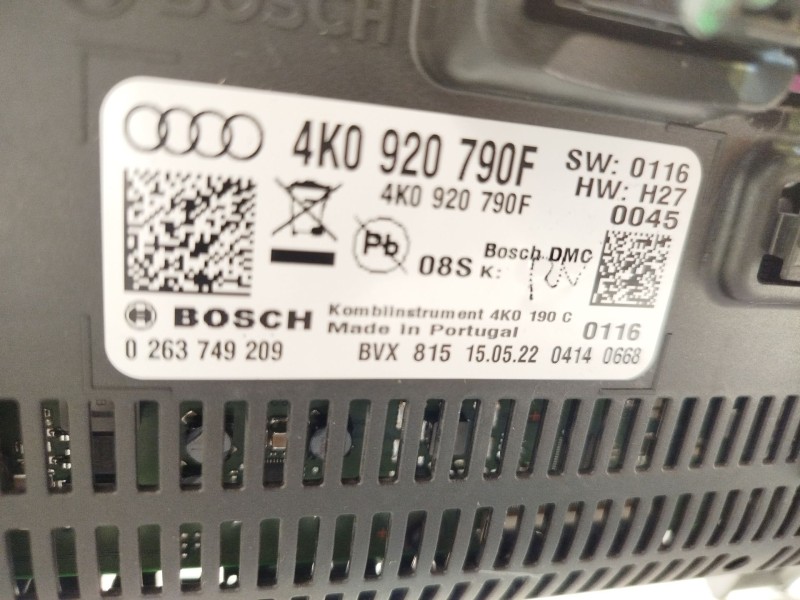 BOSCH
4K0 920 790F
SW: 0116
4K0 920 790F
HW: H27
0045
Pb
08S K:
Bosch DMC
BOSCH
Kombiinstrument 4K0 190 C
Made in Portugal
0116
0 263 749 209
BVX 815 15.05.22 0414 0668